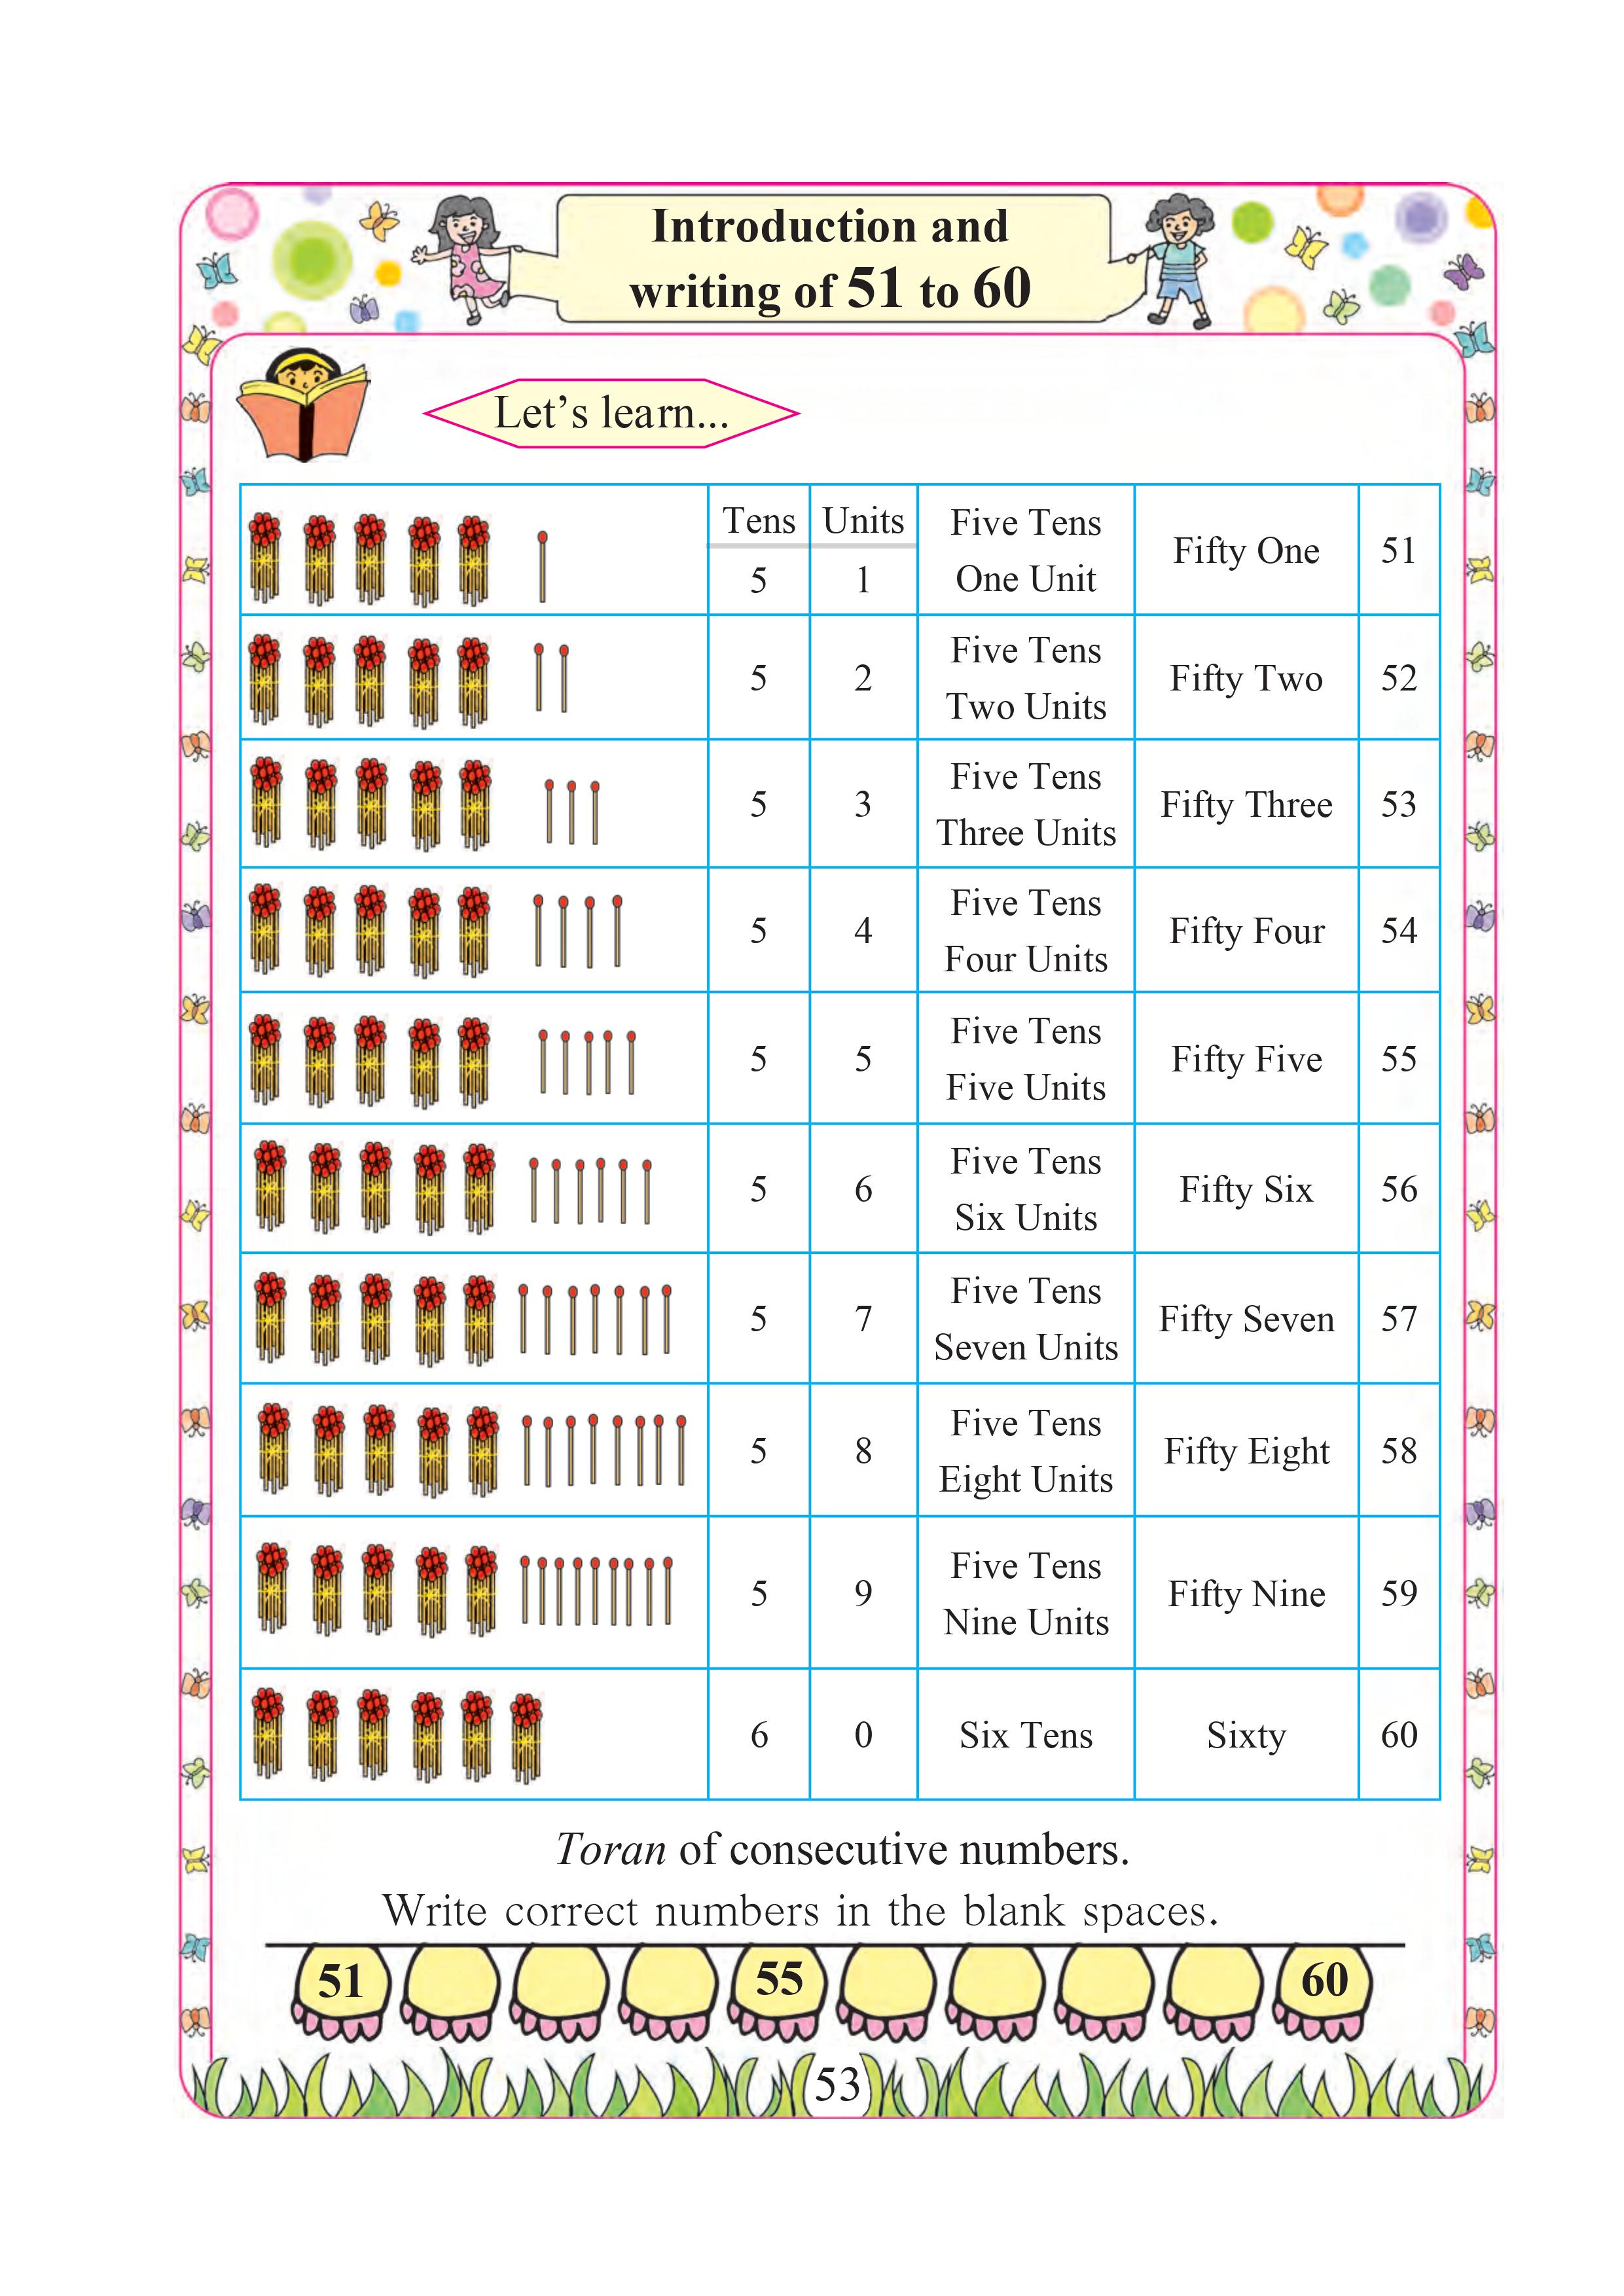 Introduction and
writing of 51 to 60
Let's learn...
Tens Units
5 1
Five Tens
One Unit
Fifty One
51
5 2
Five Tens
Two Units
Fifty Two
52
5 3
Five Tens
Three Units
Fifty Three
53
5 4
Five Tens
Four Units
Fifty Four
54
5 5
Five Tens
Five Units
Fifty Five
55
5 6
Five Tens
Six Units
Fifty Six
56
5 7
Five Tens
Seven Units
Fifty Seven
57
5 8
Five Tens
Eight Units
Fifty Eight
58
5 9
Five Tens
Nine Units
Fifty Nine
59
6 0
Six Tens
Sixty
60
Toran of consecutive numbers.
Write correct numbers in the blank spaces.
51 55 60
53